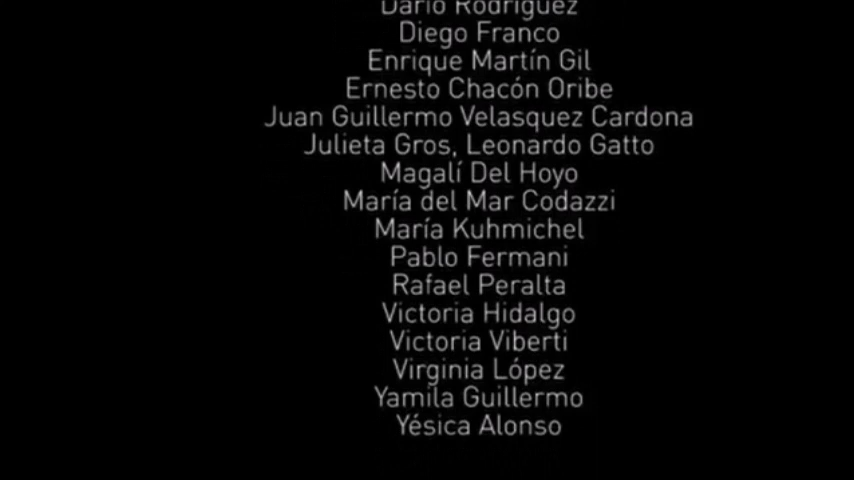 Darío Rodríguez
Diego Franco
Enrique Martín Gil
Ernesto Chacón Oribe
Juan Guillermo Velasquez Cardona
Julieta Gros, Leonardo Gatto
Magalí Del Hoyo
María del Mar Codazzi
María Kuhmichel
Pablo Fermani
Rafael Peralta
Victoria Hidalgo
Victoria Viberti
Virginia López
Yamila Guillermo
Yésica Alonso